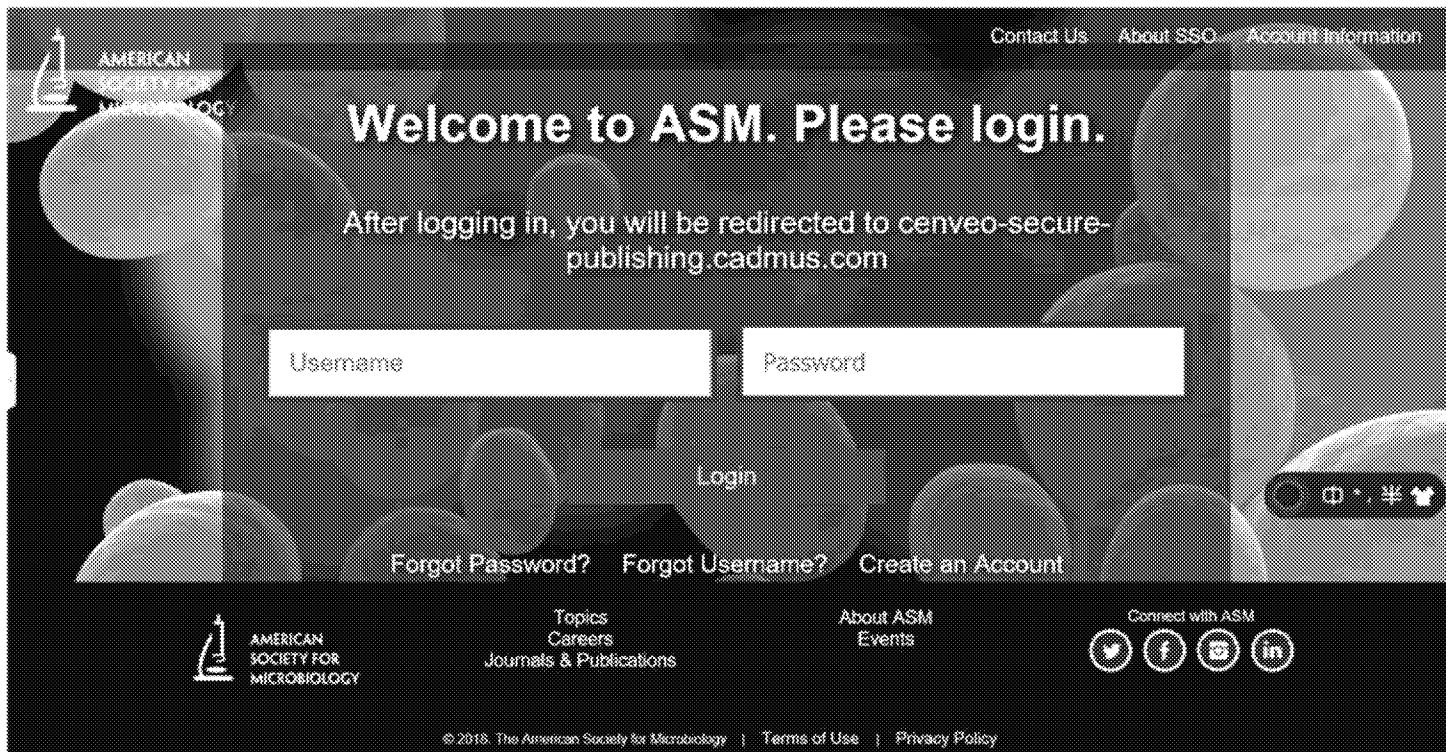 Contact Us About SSO Account Information
AMERICAN
SOCIETY FOR
MICROBIOLOGY
Welcome to ASM. Please login.
After logging in, you will be redirected to cenveo-secure-
publishing.cadmus.com
Username Password
Login
中 半
Forgot Password? Forgot Username? Create an Account
AMERICAN
SOCIETY FOR
MICROBIOLOGY
Topics
Careers
Journals & Publications
About ASM
Events
Connect with ASM
© 2018. The American Society for Microbiology | Terms of Use | Privacy Policy